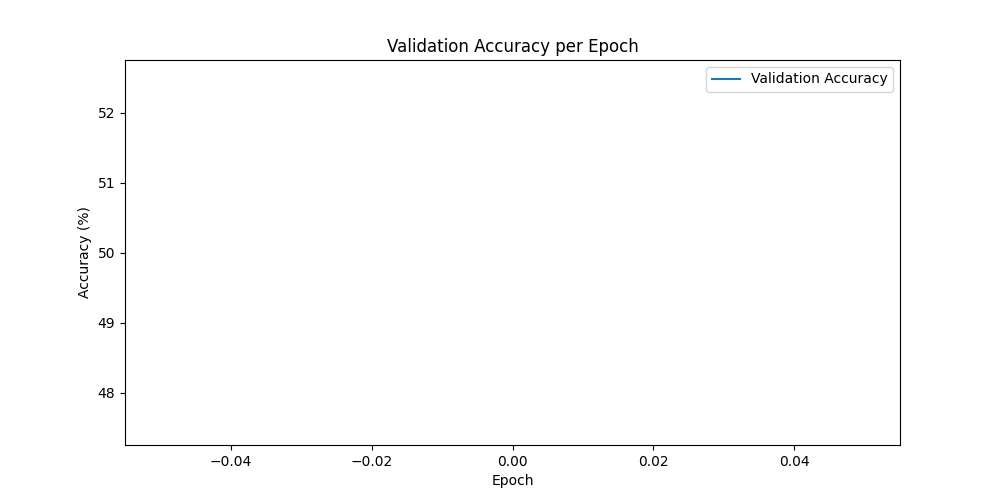 Validation Accuracy per Epoch
Validation Accuracy
52
51
50
49
48
Accuracy (%)
−0.04 −0.02 0.00 0.02 0.04
Epoch